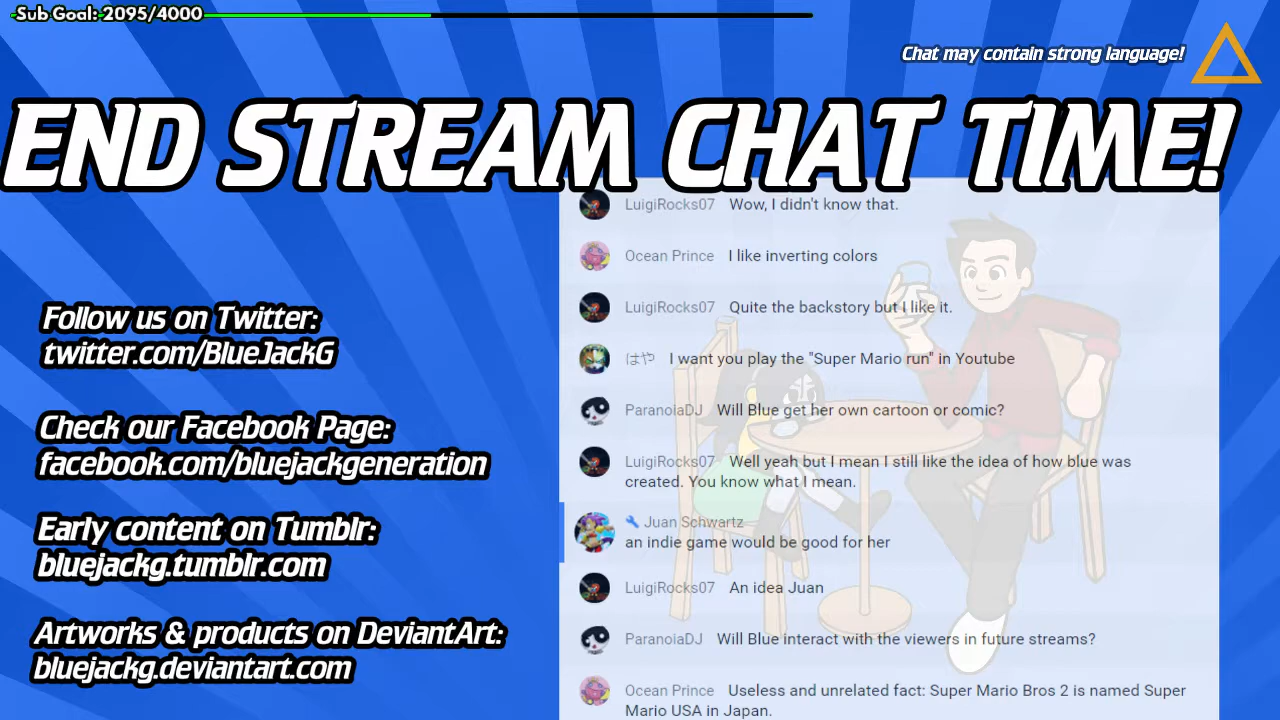 Sub Goal: 2095/4000
Chat may contain strong language!
END STREAM CHAT TIME!
Follow us on Twitter:
twitter.com/BlueJackG
Check our Facebook Page:
facebook.com/bluejackgeneration
Early content on Tumblr:
bluejackg.tumblr.com
Artworks & products on DeviantArt:
bluejackg.deviantart.com
LuigiRocks07 Wow, I didn't know that.
Ocean Prince I like inverting colors
LuigiRocks07 Quite the backstory but I like it.
はや I want you play the "Super Mario run" in Youtube
ParanoiaDJ Will Blue get her own cartoon or comic?
LuigiRocks07 Well yeah but I mean I still like the idea of how blue was
created. You know what I mean.
Juan Schwartz
an indie game would be good for her
LuigiRocks07 An idea Juan
ParanoiaDJ Will Blue interact with the viewers in future streams?
Ocean Prince Useless and unrelated fact: Super Mario Bros 2 is named Super
Mario USA in Japan.